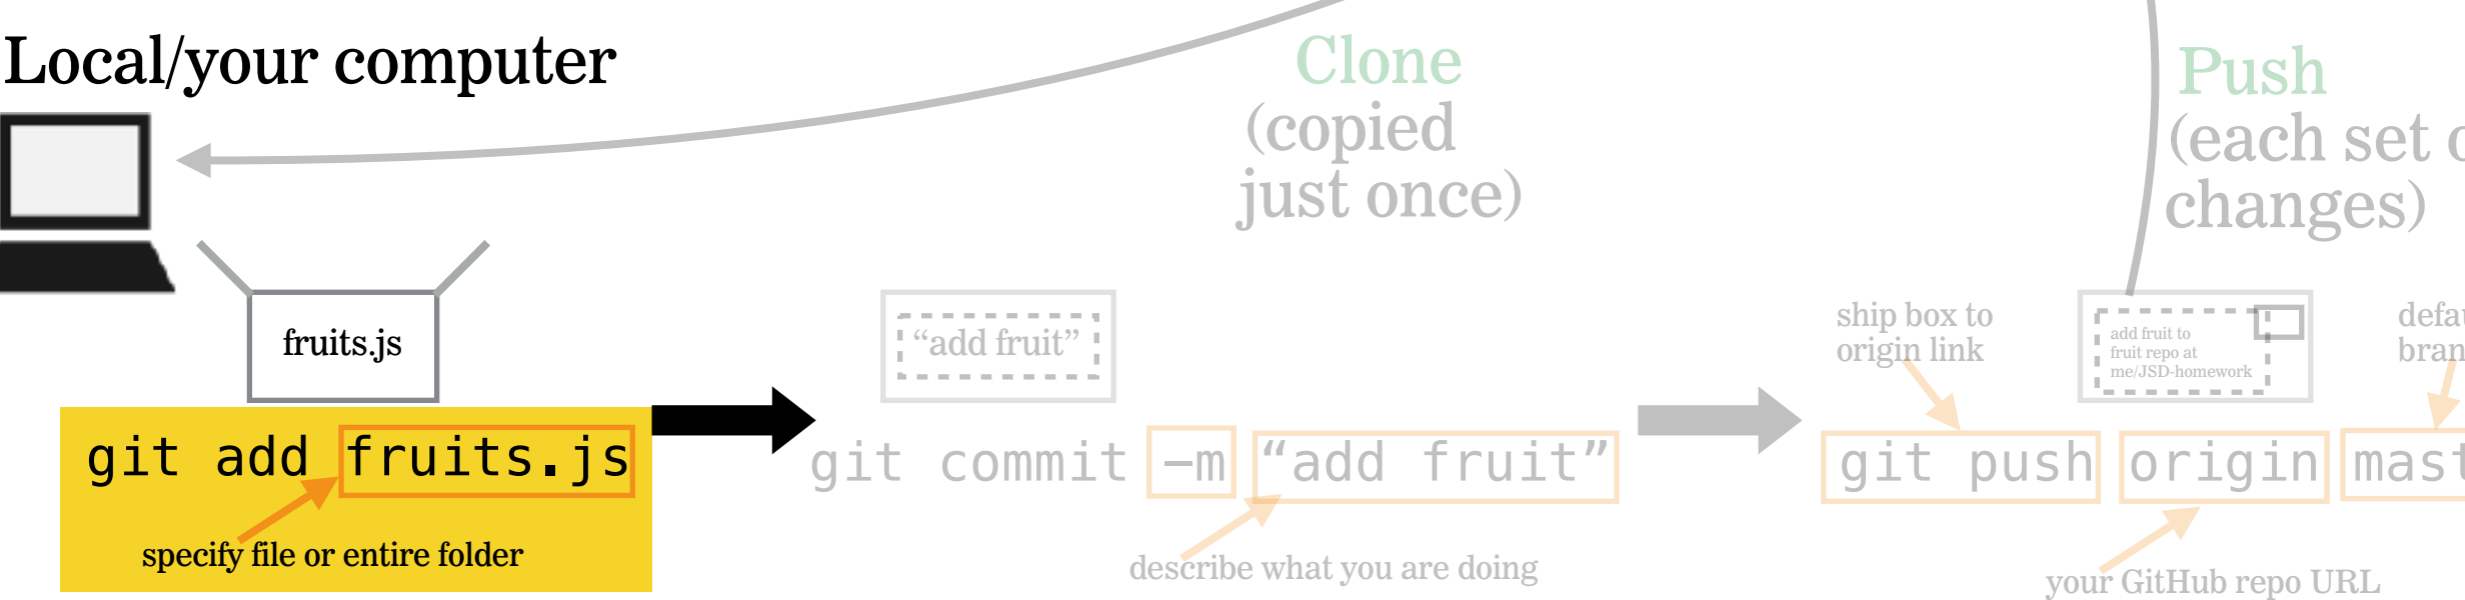 Local/your computer
Clone
(copied
just once)
Push
(each set
changes)
fruits.js
“add fruit”
ship box to
origin link
add fruit to
fruit repo at
me/JSD-homework
git add fruits.js
git commit –m “add fruit”
git push origin
specify file or entire folder
describe what you are doing
your GitHub repo URL